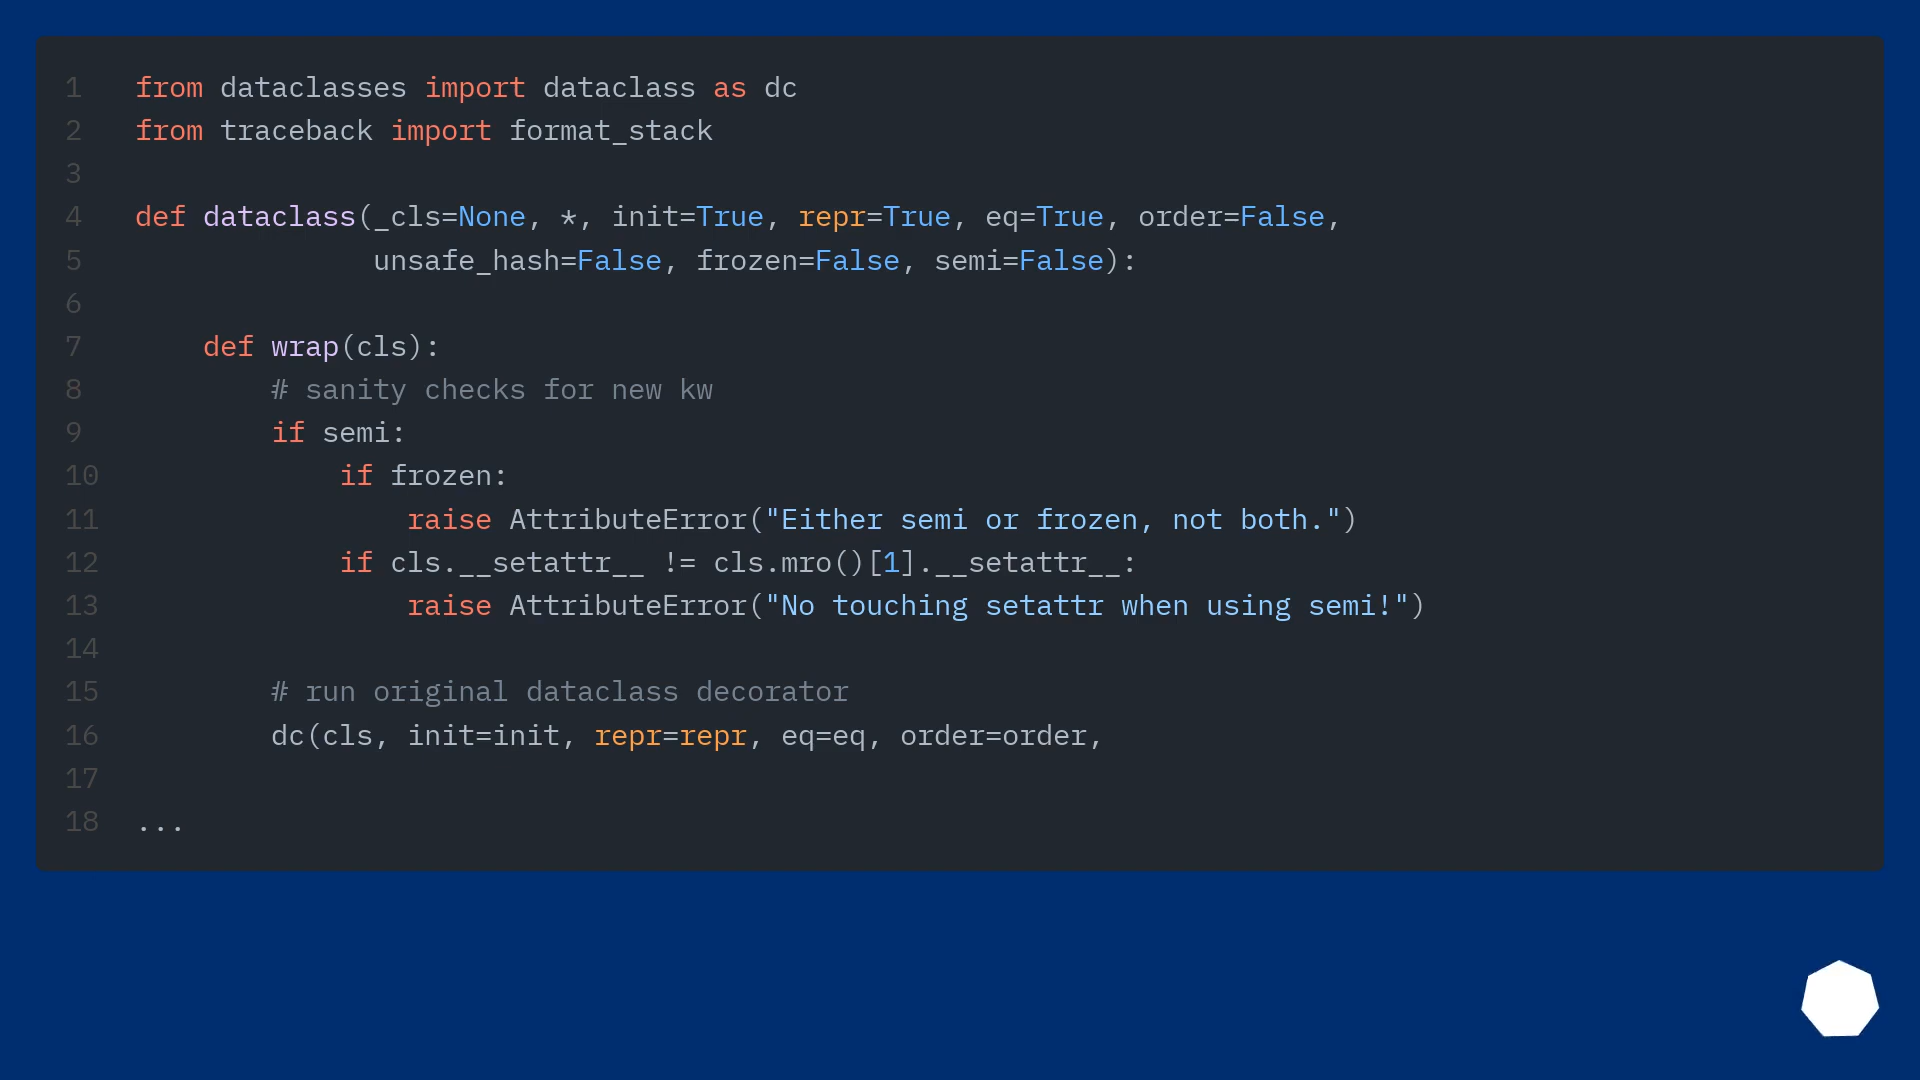 1 from dataclasses import dataclass as dc
2 from traceback import format_stack
3
4 def dataclass(_cls=None, *, init=True, repr=True, eq=True, order=False,
5               unsafe_hash=False, frozen=False, semi=False):
6
7     def wrap(cls):
8         # sanity checks for new kw
9         if semi:
10             if frozen:
11                 raise AttributeError("Either semi or frozen, not both.")
12             if cls.__setattr__ != cls.mro()[1].__setattr__:
13                 raise AttributeError("No touching setattr when using semi!")
14
15         # run original dataclass decorator
16         dc(cls, init=init, repr=repr, eq=eq, order=order,
17
18 ...